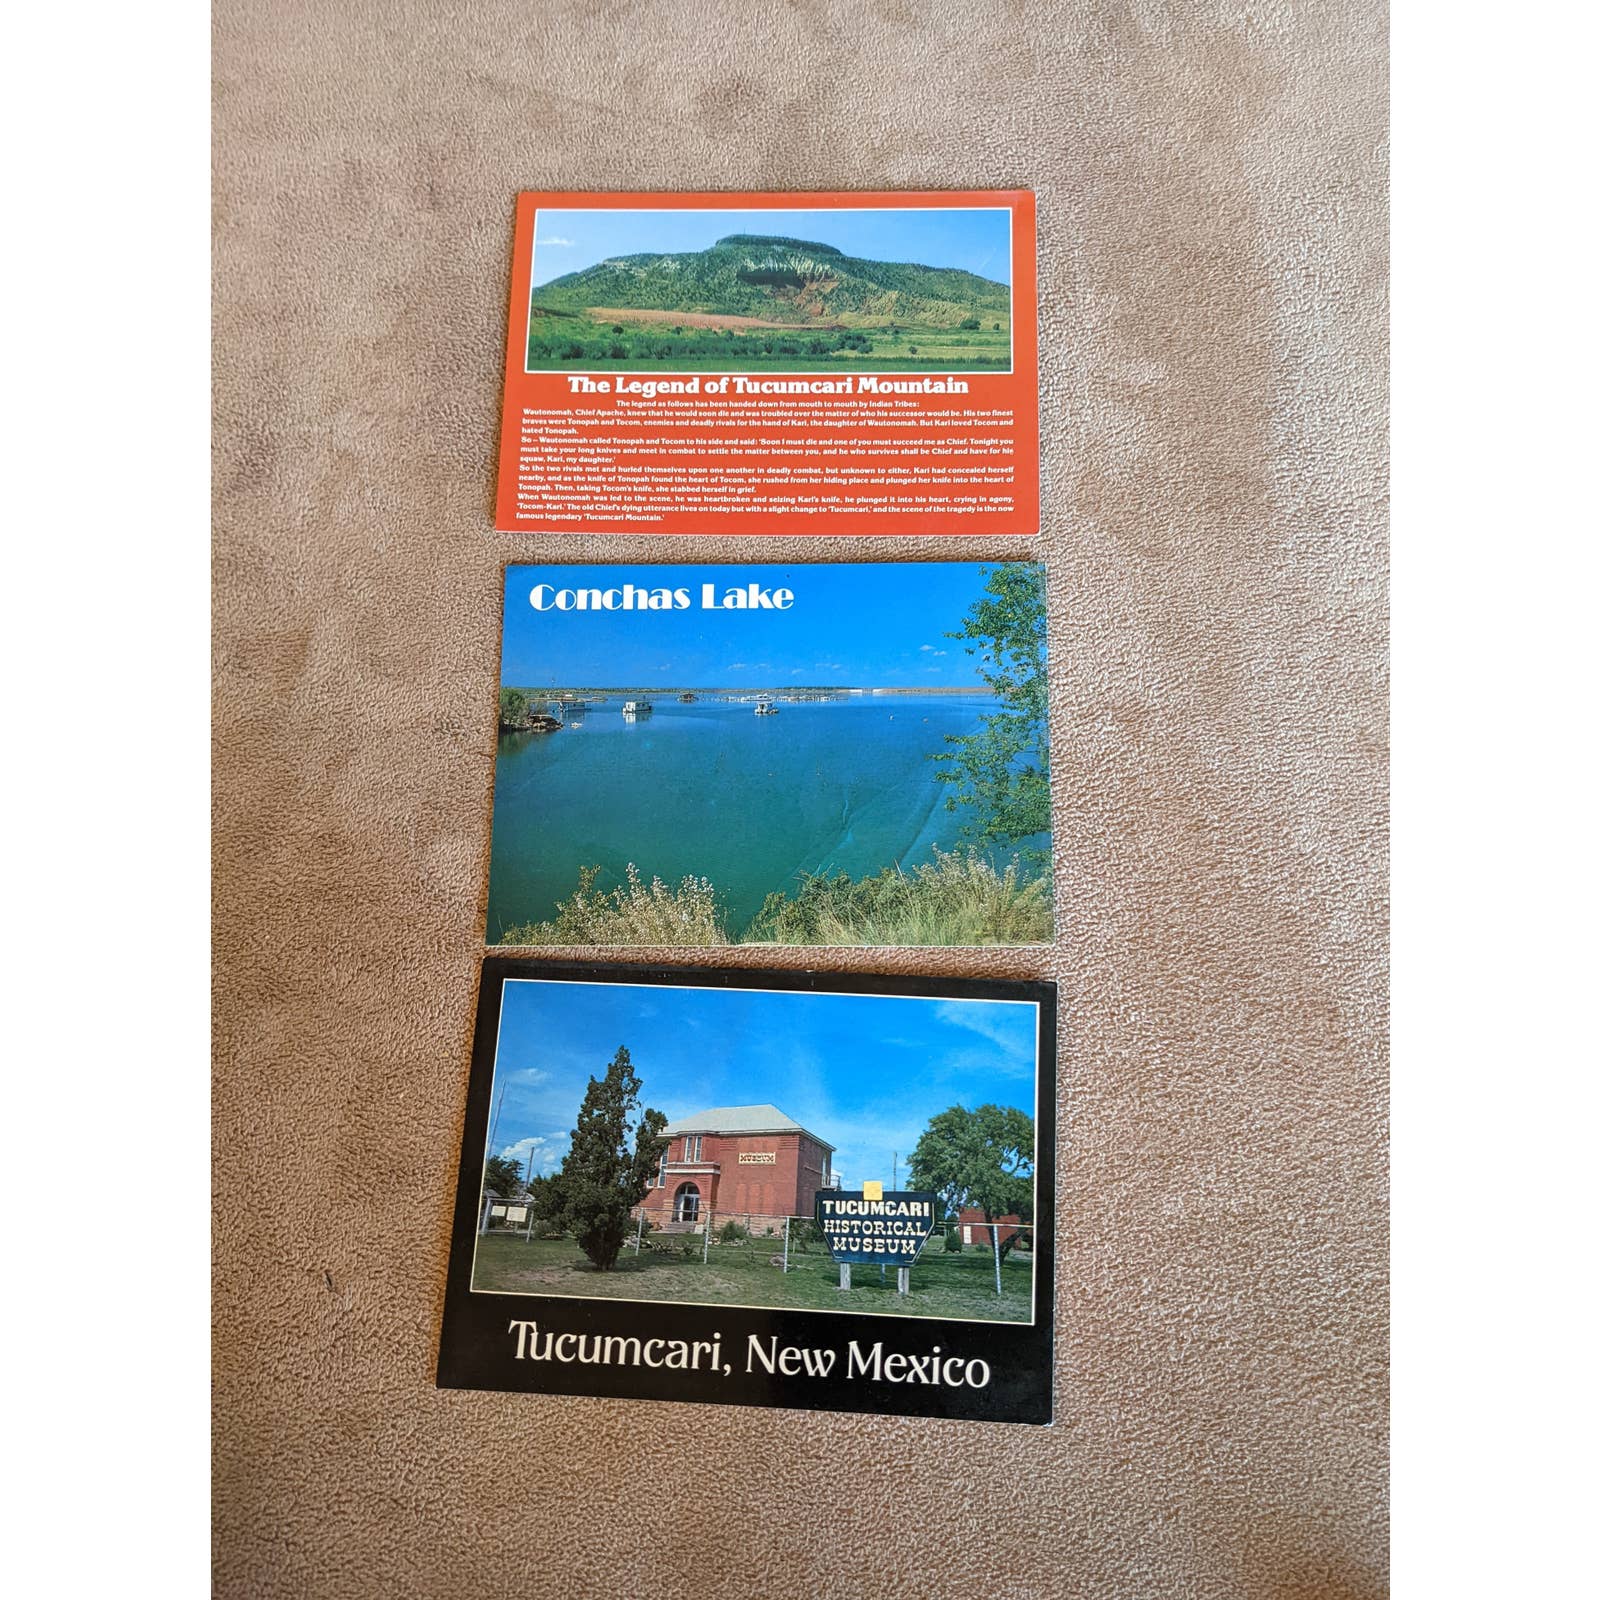 The Legend of Tucumcari Mountain
The legend as follows has been handed down from mouth to mouth by Indian Tribes:
Wautonomah, Chief Apache, knew that he would soon die and was troubled over the matter of who his successor would be. His two finest
braves were Tonopah and Tocom, enemies and deadly rivals for the hand of Kari, the daughter of Wautonomah. But Kari loved Tocom and
hated Tonopah.
So — Wautonomah called Tonopah and Tocom to his side and said: 'Soon I must die and one of you must succeed me as Chief. Tonight you
must take your long knives and meet in combat to settle the matter between you, and he who survives shall be Chief and have for his
squaw, Kari, my daughter.'
So the two rivals met and hurled themselves upon one another in deadly combat, but unknown to either, Kari had concealed herself
nearby, and as the knife of Tonopah found the heart of Tocom, she rushed from her hiding place and plunged her knife into the heart of
Tonopah. Then, taking Tocom's knife, she stabbed herself in grief.
When Wautonomah was led to the scene, he was heartbroken and seizing Kari's knife, he plunged it into his heart, crying in agony,
'Tocom-Kari.' The old Chief's dying utterance lives on today but with a slight change to 'Tucumcari,' and the scene of the tragedy is the now
famous legendary 'Tucumcari Mountain.'
Conchas Lake
MUSEUM
TUCUMCARI
HISTORICAL
MUSEUM
Tucumcari, New Mexico